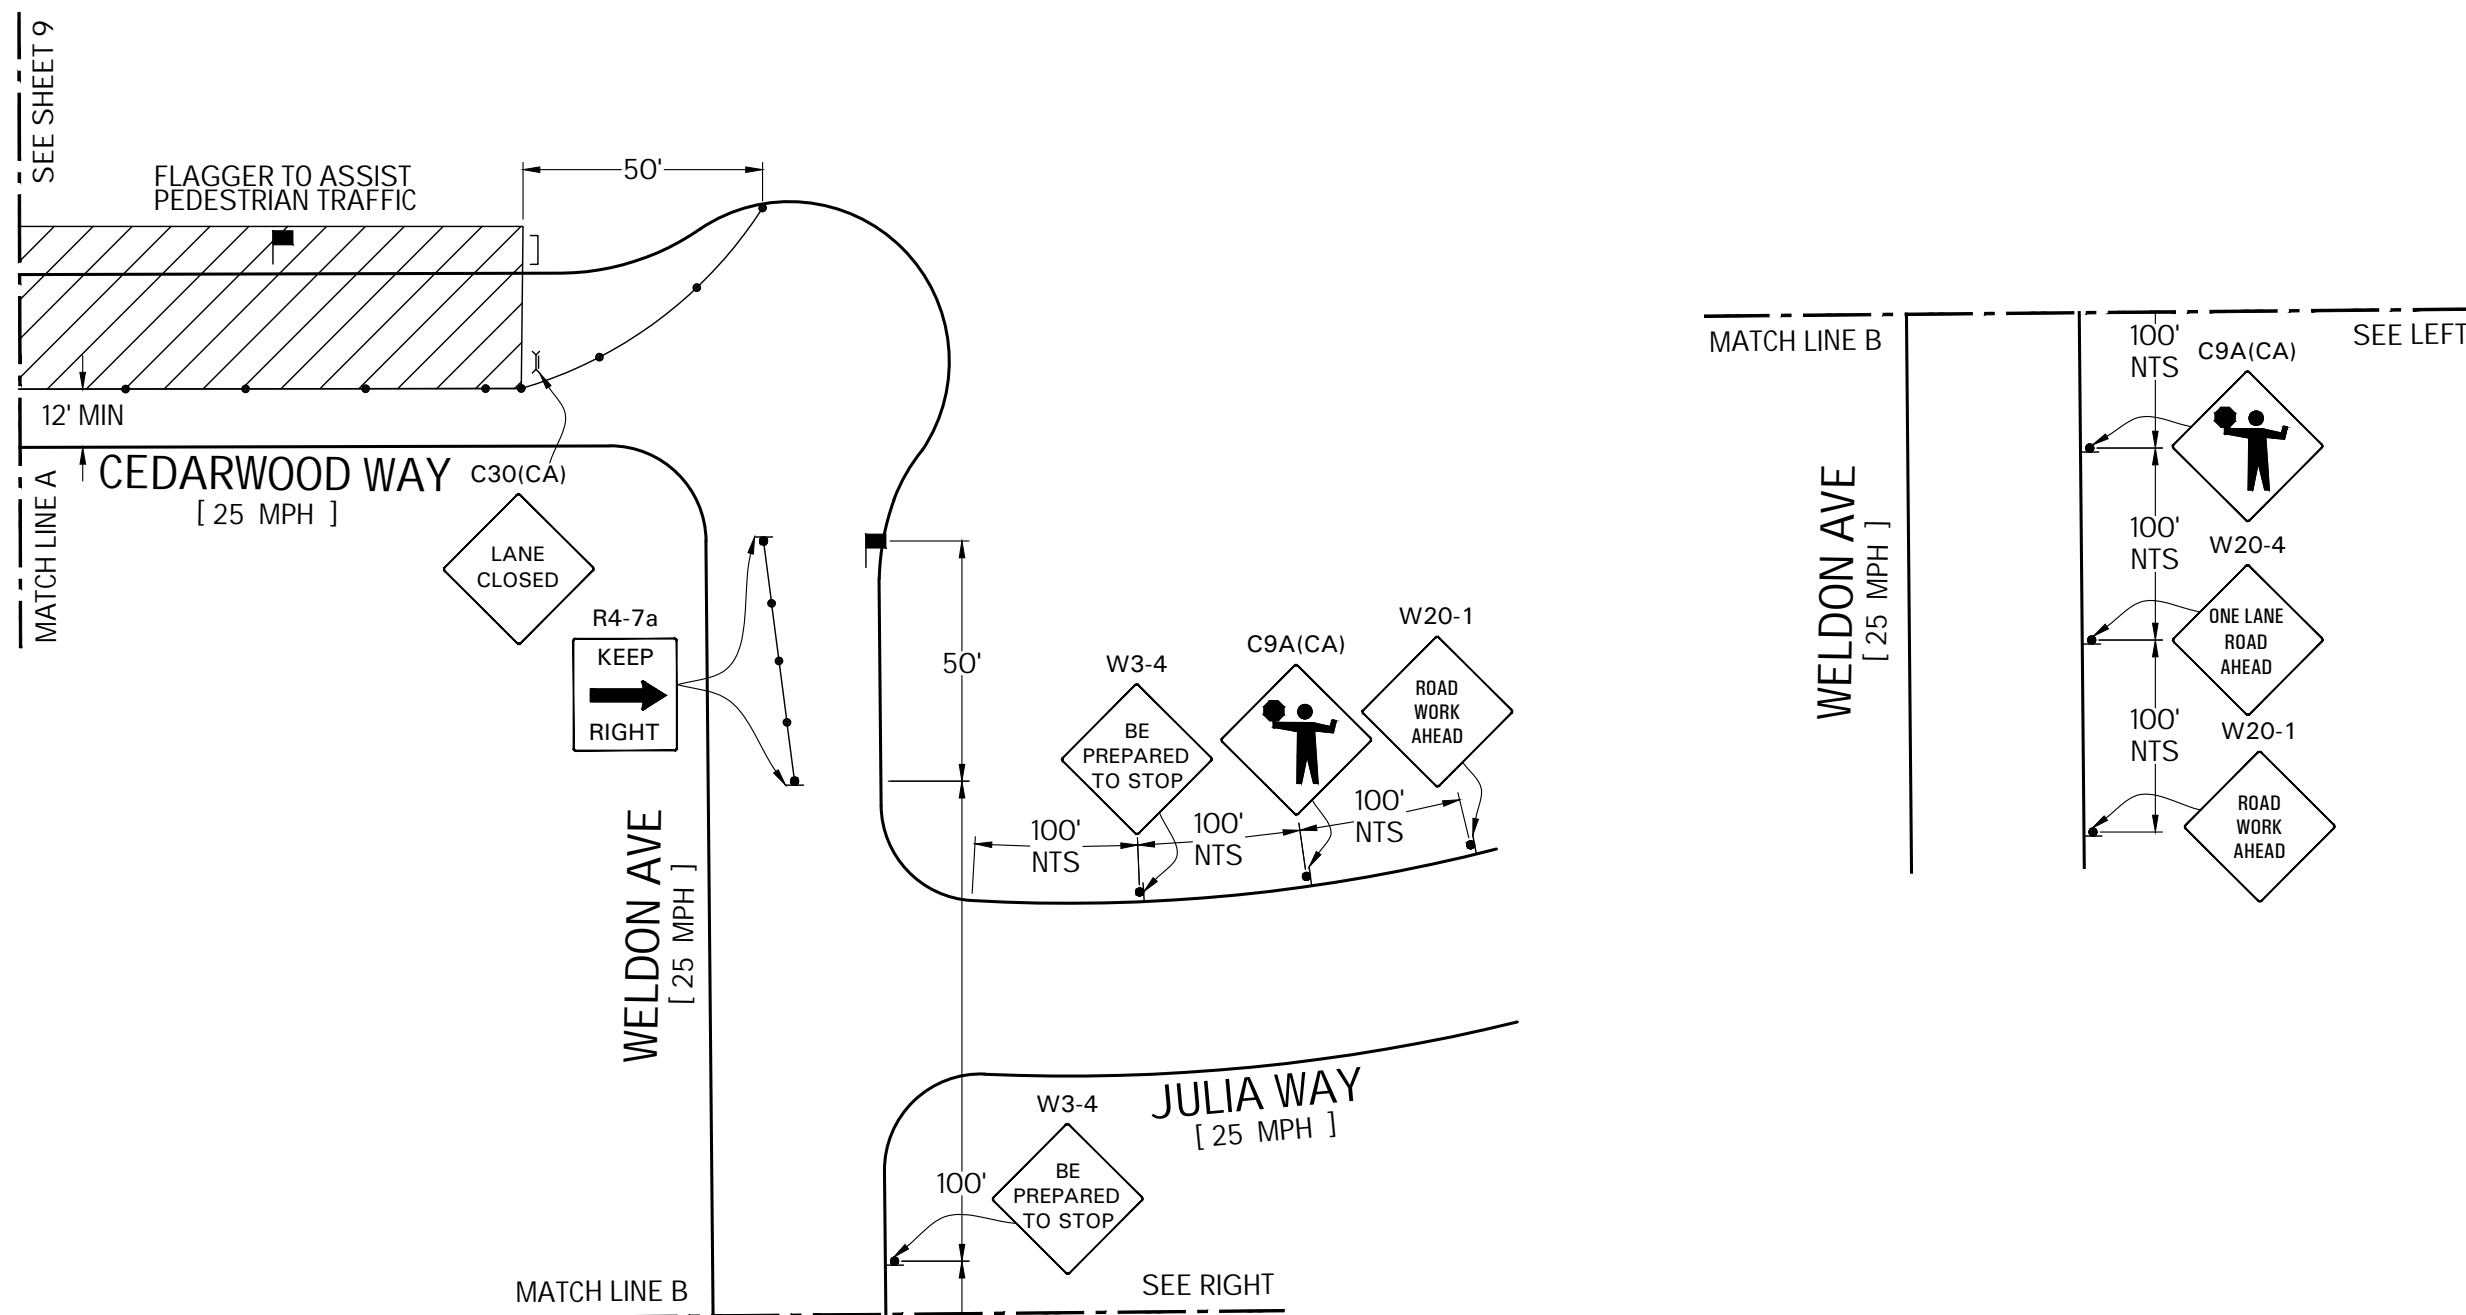 SEE SHEET 9
FLAGGER TO ASSIST
PEDESTRIAN TRAFFIC
50'
12' MIN
MATCH LINE A
CEDARWOOD WAY
[ 25 MPH ]
C30(CA)
LANE
CLOSED
R4-7a
KEEP
RIGHT
50'
W3-4
BE
PREPARED
TO STOP
C9A(CA)
W20-1
ROAD
WORK
AHEAD
100'
NTS
100'
NTS
100'
NTS
WELDON AVE
[ 25 MPH ]
JULIA WAY
[ 25 MPH ]
W3-4
BE
PREPARED
TO STOP
100'
MATCH LINE B
SEE RIGHT
MATCH LINE B
SEE LEFT
100'
NTS
C9A(CA)
WELDON AVE
[ 25 MPH ]
100'
NTS
W20-4
ONE LANE
ROAD
AHEAD
100'
NTS
W20-1
ROAD
WORK
AHEAD